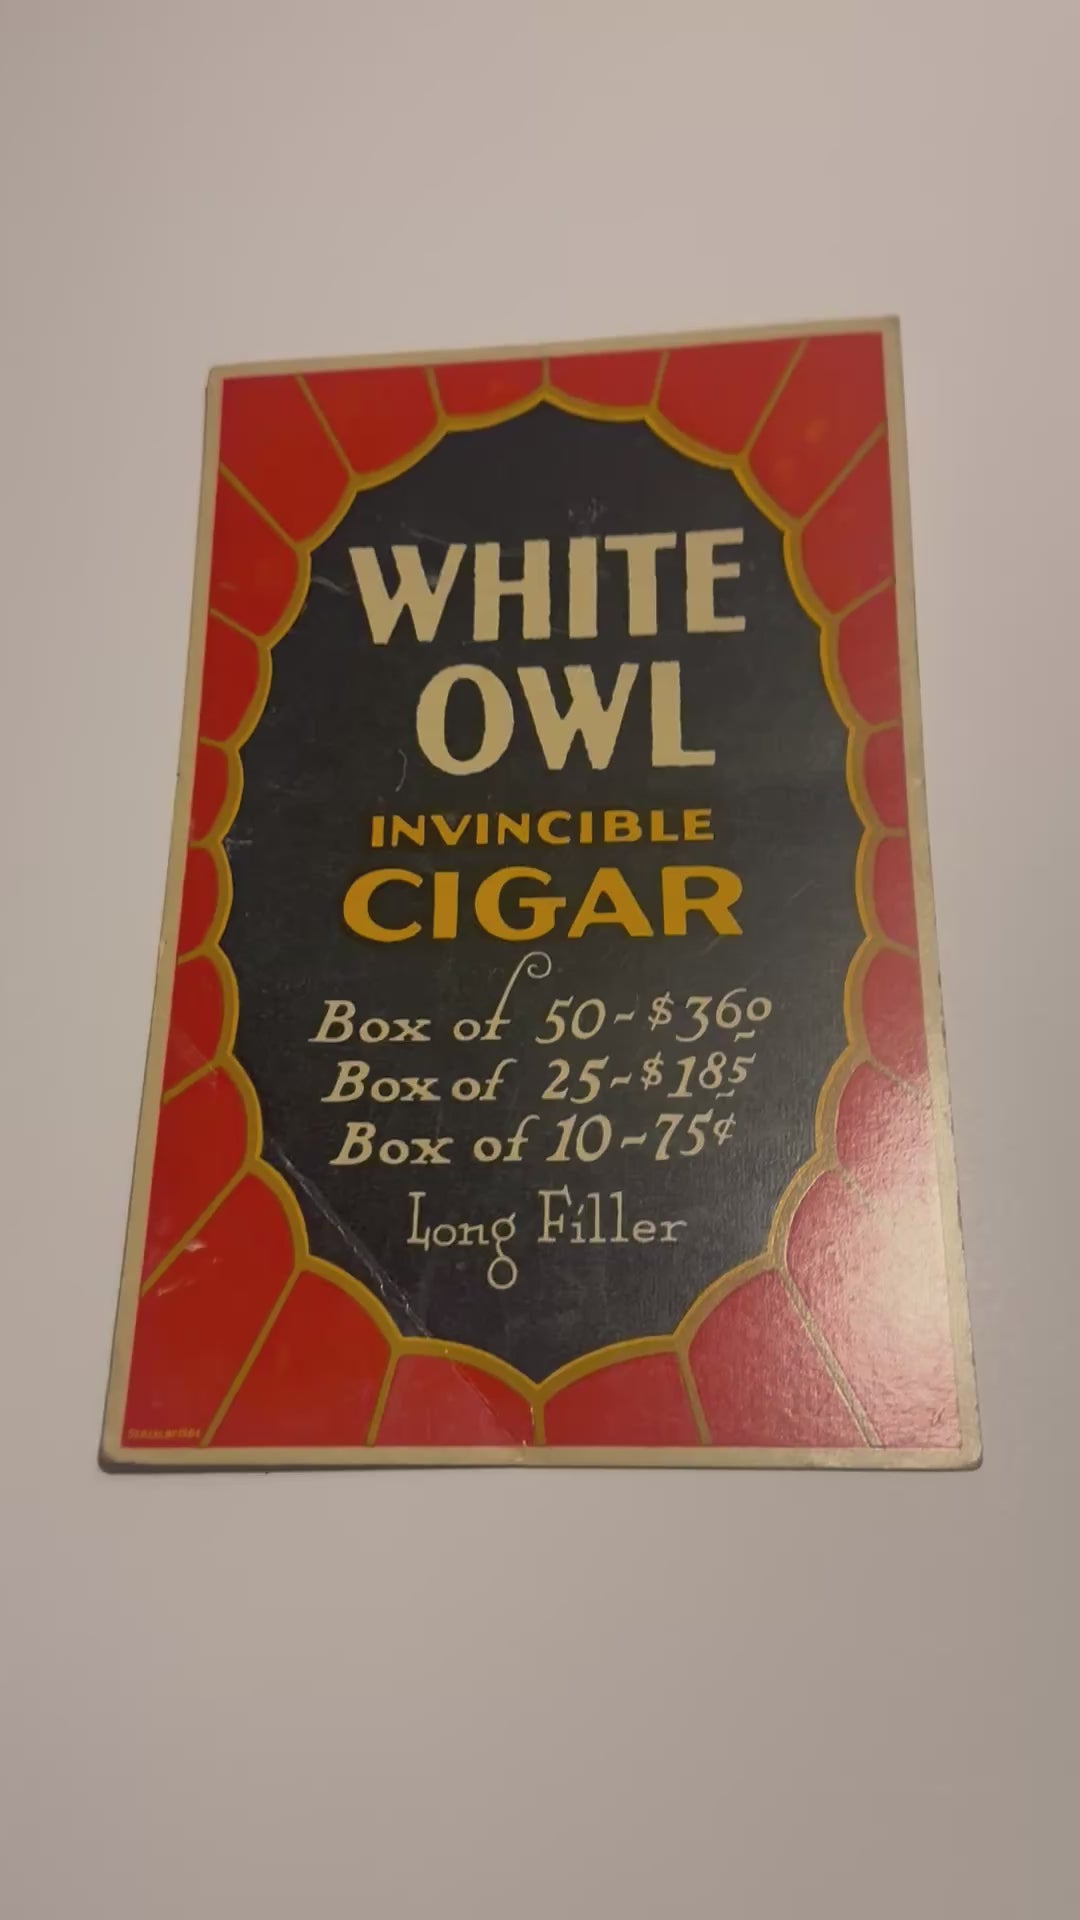 WHITE
OWL
INVINCIBLE
CIGAR
Box of 50~$360
Box of 25~$185
Box of 10~75¢
Long Filler